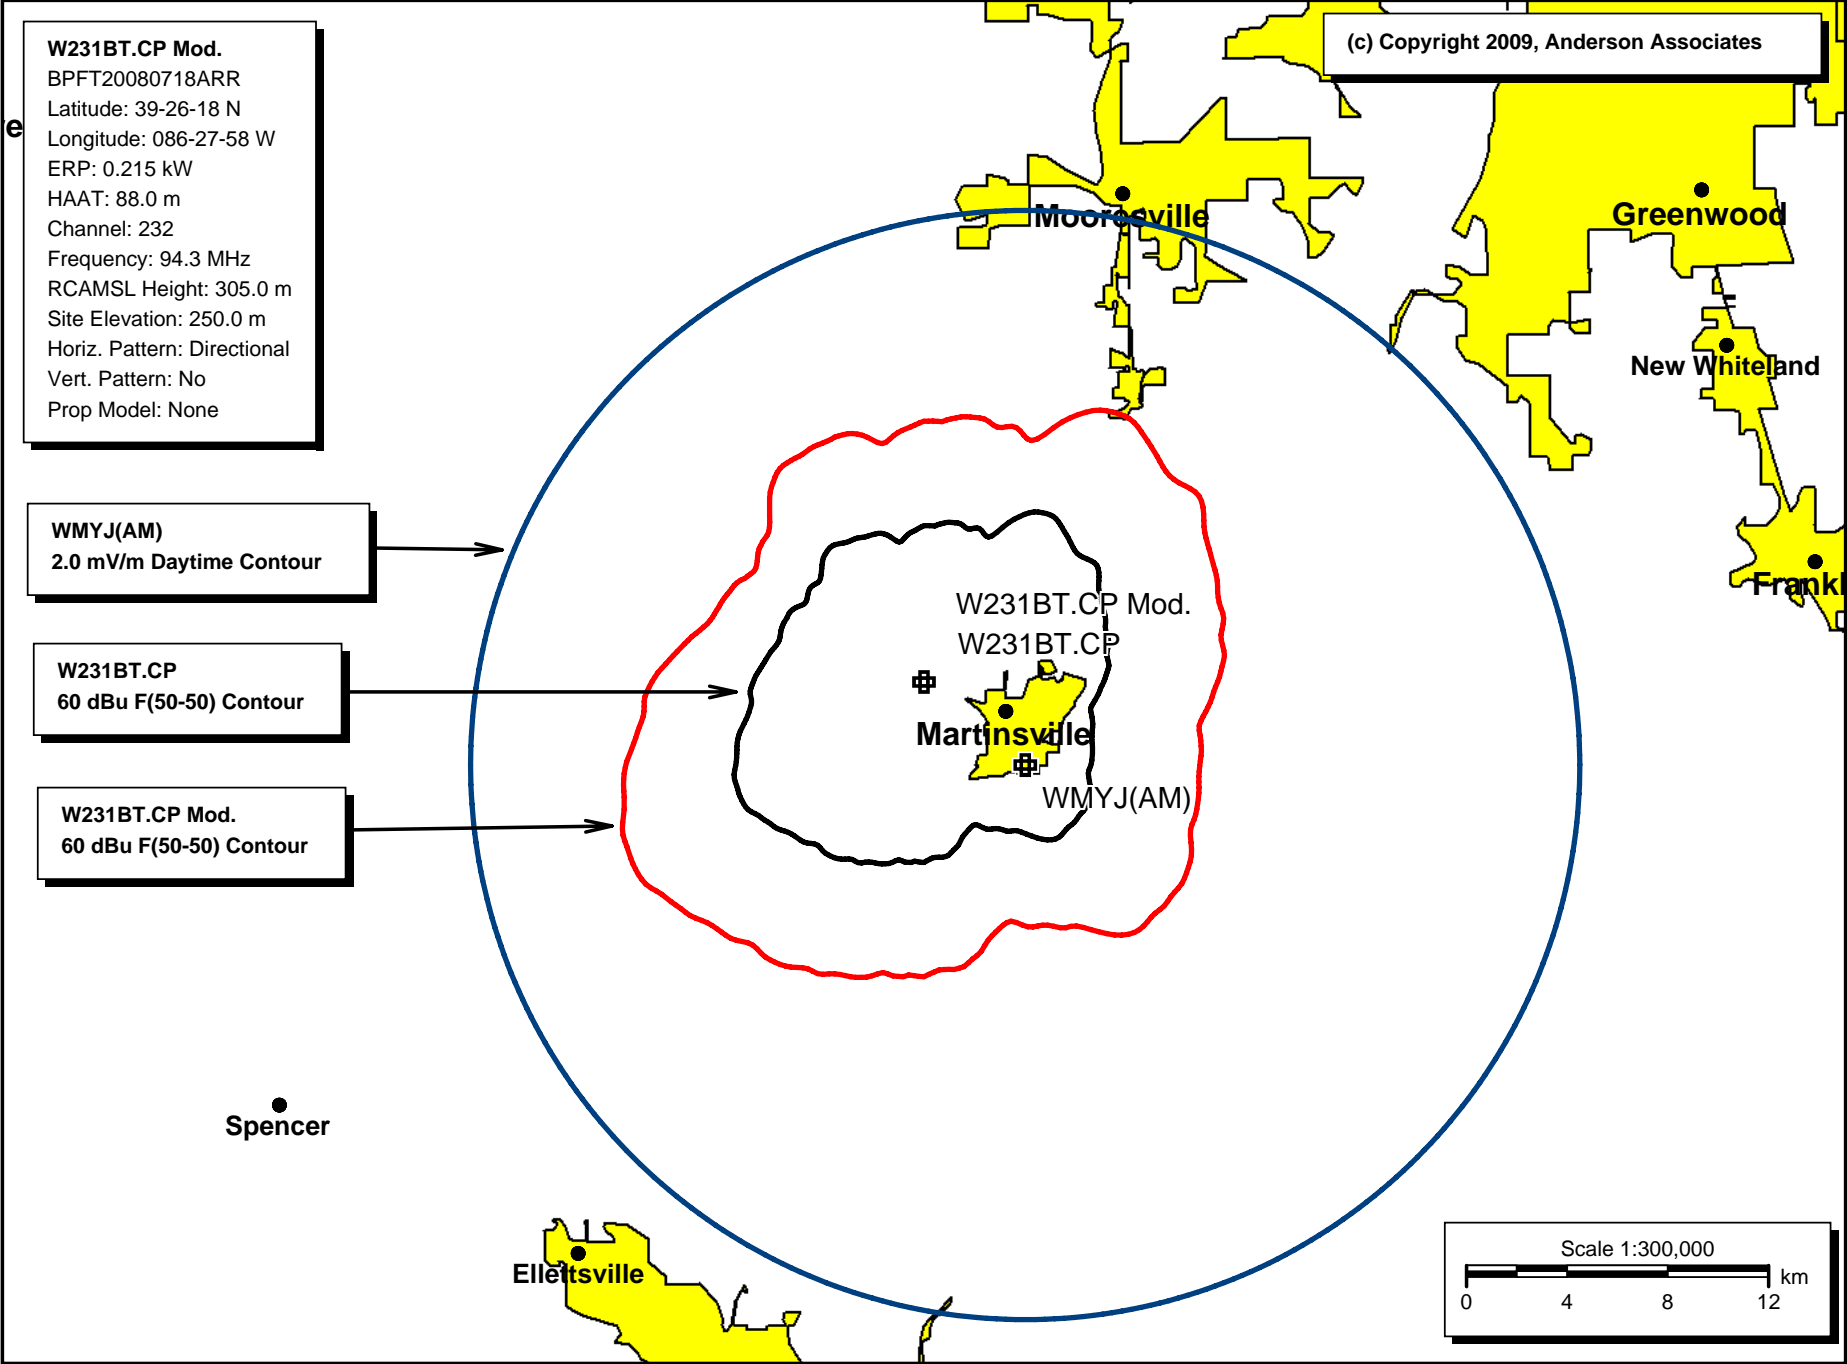 W231BT.CP Mod.
BPFT20080718ARR
Latitude: 39-26-18 N
Longitude: 086-27-58 W
ERP: 0.215 kW
HAAT: 88.0 m
Channel: 232
Frequency: 94.3 MHz
RCAMSL Height: 305.0 m
Site Elevation: 250.0 m
Horiz. Pattern: Directional
Vert. Pattern: No
Prop Model: None
(c) Copyright 2009, Anderson Associates
e
Mooresville
Greenwood
New Whiteland
Frankl
WMYJ(AM)
2.0 mV/m Daytime Contour
W231BT.CP
60 dBu F(50-50) Contour
W231BT.CP Mod.
60 dBu F(50-50) Contour
W231BT.CP Mod.
W231BT.CP
Martinsville
WMYJ(AM)
Spencer
Ellettsville
Scale 1:300,000
km
0 4 8 12